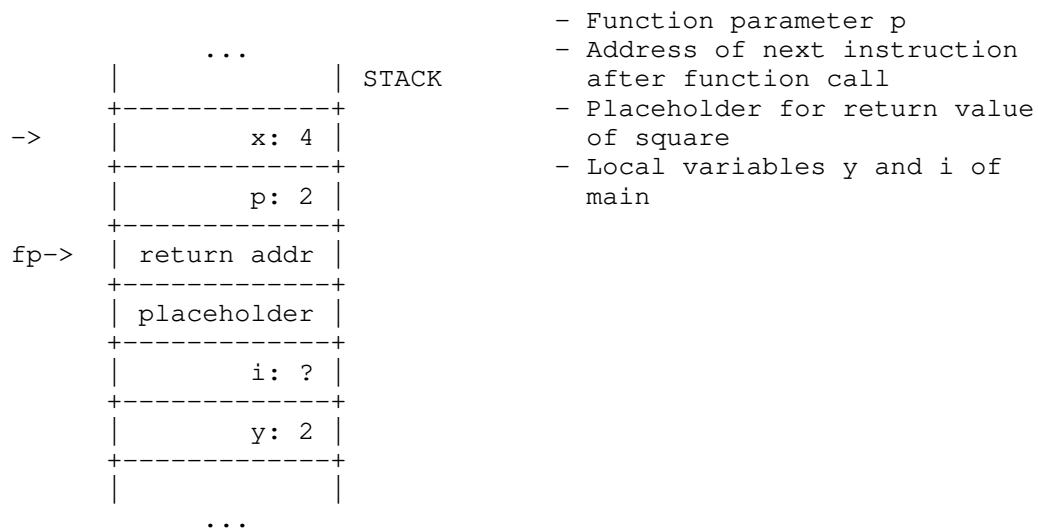 ...
| | STACK
+-------------+
-> | x: 4 |
+-------------+
| p: 2 |
+-------------+
fp-> | return addr |
+-------------+
| placeholder |
+-------------+
| i: ? |
+-------------+
| y: 2 |
+-------------+
| |
...
- Function parameter p
- Address of next instruction
after function call
- Placeholder for return value
of square
- Local variables y and i of
main